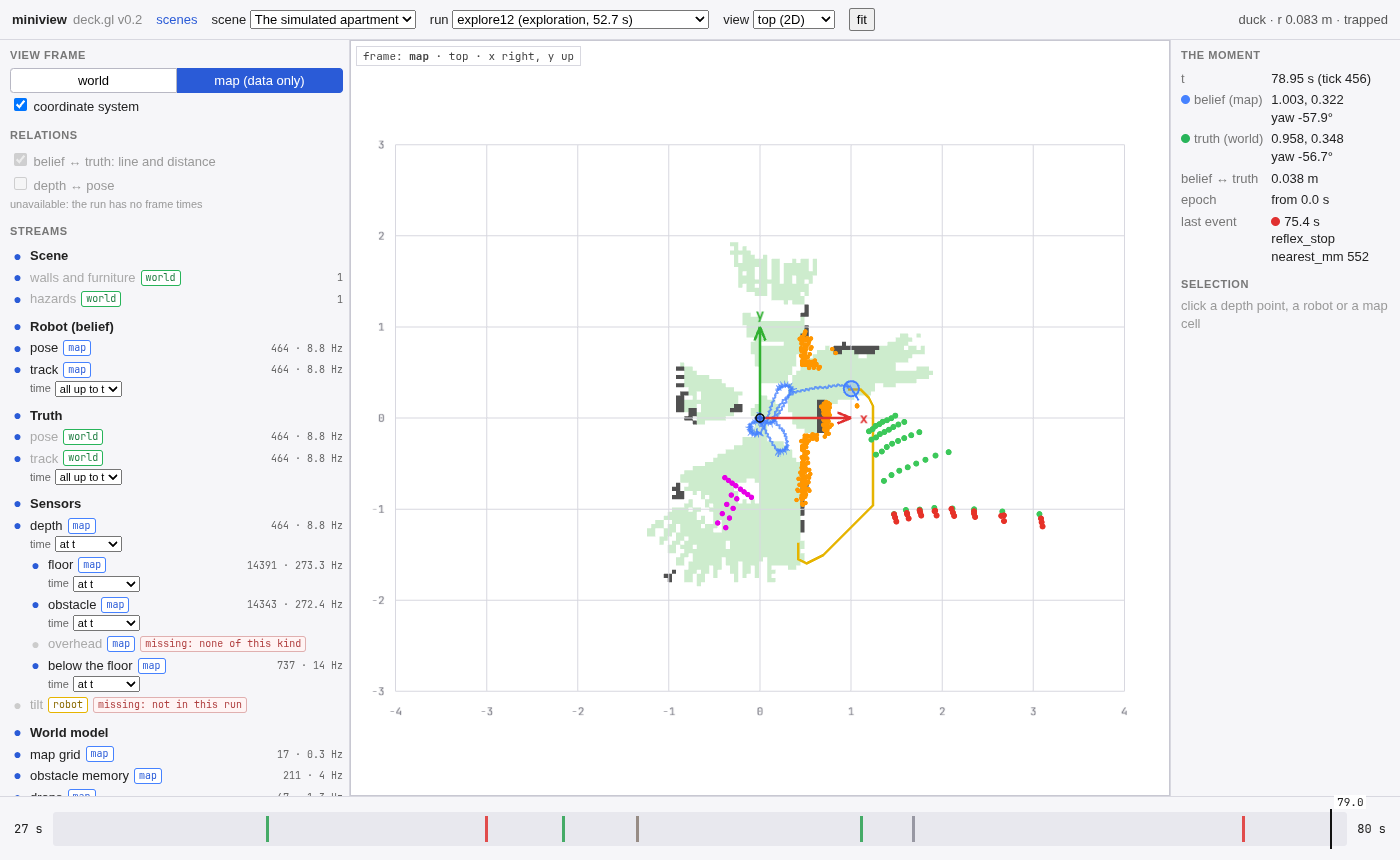 miniview deck.gl v0.2 scenes scene The simulated apartment run explore12 (exploration, 52.7 s) view top (2D) fit duck · r 0.083 m · trapped
VIEW FRAME
world map (data only)
coordinate system
RELATIONS
belief ↔ truth: line and distance
depth ↔ pose
unavailable: the run has no frame times
STREAMS
Scene
walls and furniture world 1
hazards world 1
Robot (belief)
pose map 464 · 8.8 Hz
track map 464 · 8.8 Hz
time all up to t
Truth
pose world 464 · 8.8 Hz
track world 464 · 8.8 Hz
time all up to t
Sensors
depth map 464 · 8.8 Hz
time at t
floor map 14391 · 273.3 Hz
time at t
obstacle map 14343 · 272.4 Hz
time at t
overhead map missing: none of this kind
below the floor map 737 · 14 Hz
time at t
tilt robot missing: not in this run
World model
map grid map 17 · 0.3 Hz
obstacle memory map 211 · 4 Hz
frame: map · top · x right, y up
3
2
1
0
-1
-2
-3
-4 -3 -2 -1 0 1 2 3 4
y
x
THE MOMENT
t 78.95 s (tick 456)
belief (map) 1.003, 0.322
yaw -57.9°
truth (world) 0.958, 0.348
yaw -56.7°
belief ↔ truth 0.038 m
epoch from 0.0 s
last event 75.4 s
reflex_stop
nearest_mm 552
SELECTION
click a depth point, a robot or a map
cell
79.0
27 s 80 s